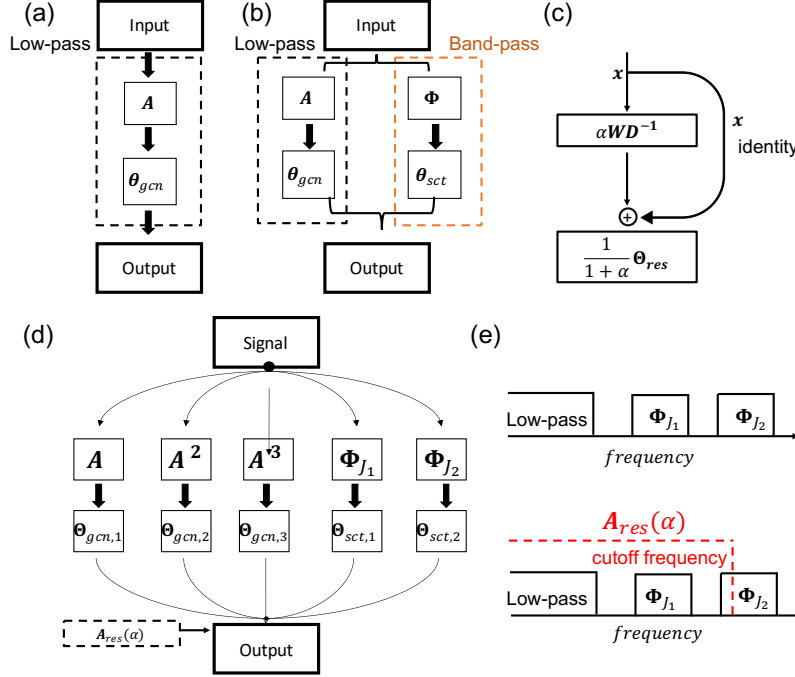 (a)
Input
Low-pass
A
θgcn
Output
(b)
Input
Low-pass
Band-pass
A
Φ
θgcn
θsct
Output
(c)
x
αWD⁻¹
x
identity
+
1/(1 + α) Θres
(d)
Signal
A
A²
A³
ΦJ₁
ΦJ₂
Θgcn,1
Θgcn,2
Θgcn,3
Θsct,1
Θsct,2
Ares(α)
Output
(e)
Low-pass
ΦJ₁
ΦJ₂
frequency
Ares(α)
cutoff frequency
Low-pass
ΦJ₁
ΦJ₂
frequency